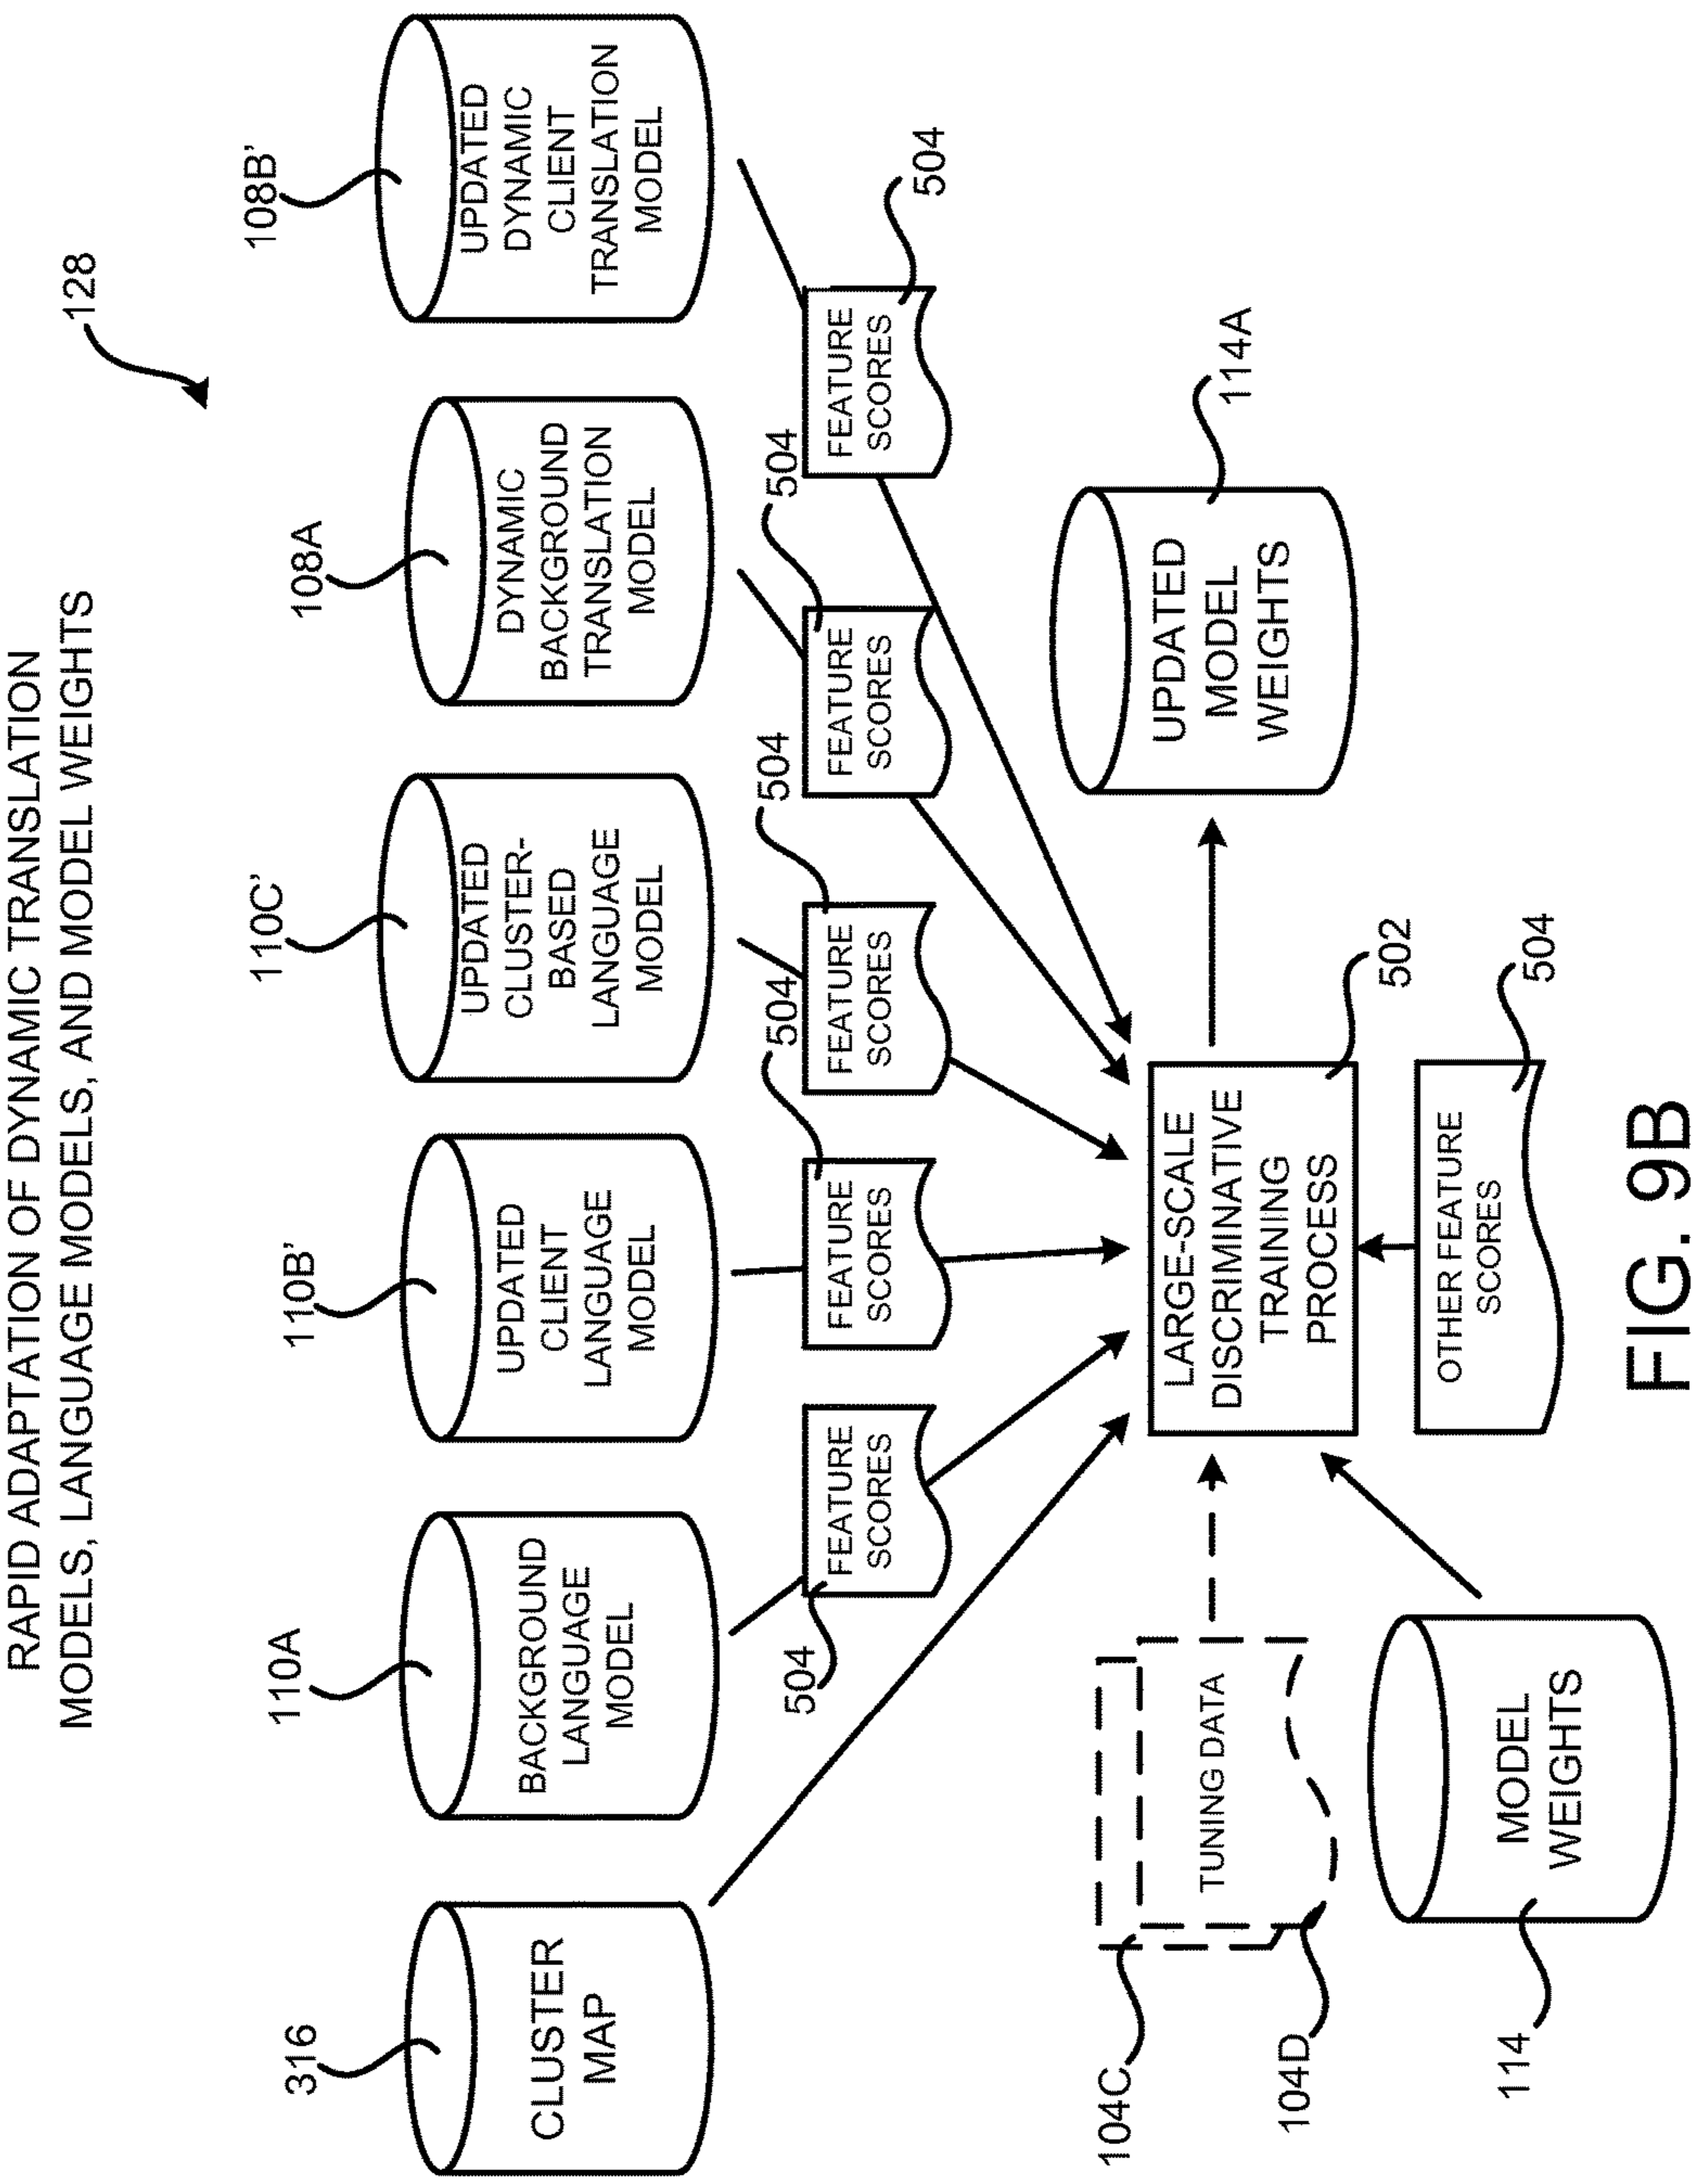 RAPID ADAPTATION OF DYNAMIC TRANSLATION
MODELS, LANGUAGE MODELS, AND MODEL WEIGHTS
128
316
CLUSTER
MAP
110A
BACKGROUND
LANGUAGE
MODEL
110B'
UPDATED
CLIENT
LANGUAGE
MODEL
110C'
UPDATED
CLUSTER-
BASED
LANGUAGE
MODEL
108A
DYNAMIC
BACKGROUND
TRANSLATION
MODEL
108B'
UPDATED
DYNAMIC
CLIENT
TRANSLATION
MODEL
504
FEATURE
SCORES
504
FEATURE
SCORES
504
FEATURE
SCORES
504
FEATURE
SCORES
504
FEATURE
SCORES
104C
TUNING DATA
104D
LARGE-SCALE
DISCRIMINATIVE
TRAINING
PROCESS
502
UPDATED
MODEL
WEIGHTS
114A
114
MODEL
WEIGHTS
OTHER FEATURE
SCORES
504
FIG. 9B